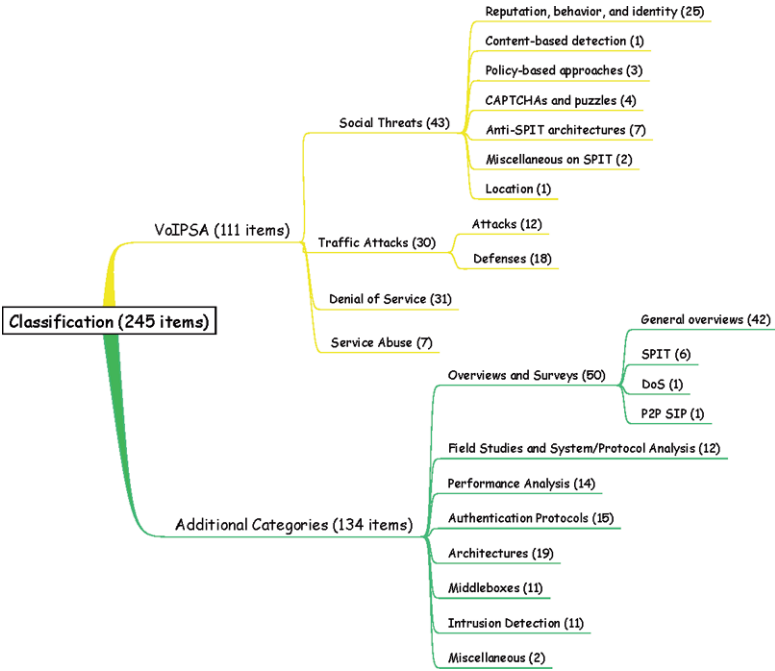 Classification (245 items)
VoIPSA (111 items)
Social Threats (43)
Reputation, behavior, and identity (25)
Content-based detection (1)
Policy-based approaches (3)
CAPTCHAs and puzzles (4)
Anti-SPIT architectures (7)
Miscellaneous on SPIT (2)
Location (1)
Traffic Attacks (30)
Attacks (12)
Defenses (18)
Denial of Service (31)
Service Abuse (7)
Additional Categories (134 items)
Overviews and Surveys (50)
General overviews (42)
SPIT (6)
DoS (1)
P2P SIP (1)
Field Studies and System/Protocol Analysis (12)
Performance Analysis (14)
Authentication Protocols (15)
Architectures (19)
Middleboxes (11)
Intrusion Detection (11)
Miscellaneous (2)